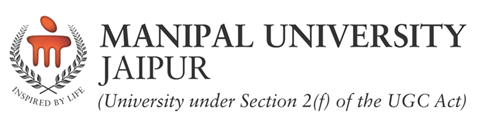 MANIPAL UNIVERSITY
JAIPUR
INSPIRED BY LIFE
(University under Section 2(f) of the UGC Act)